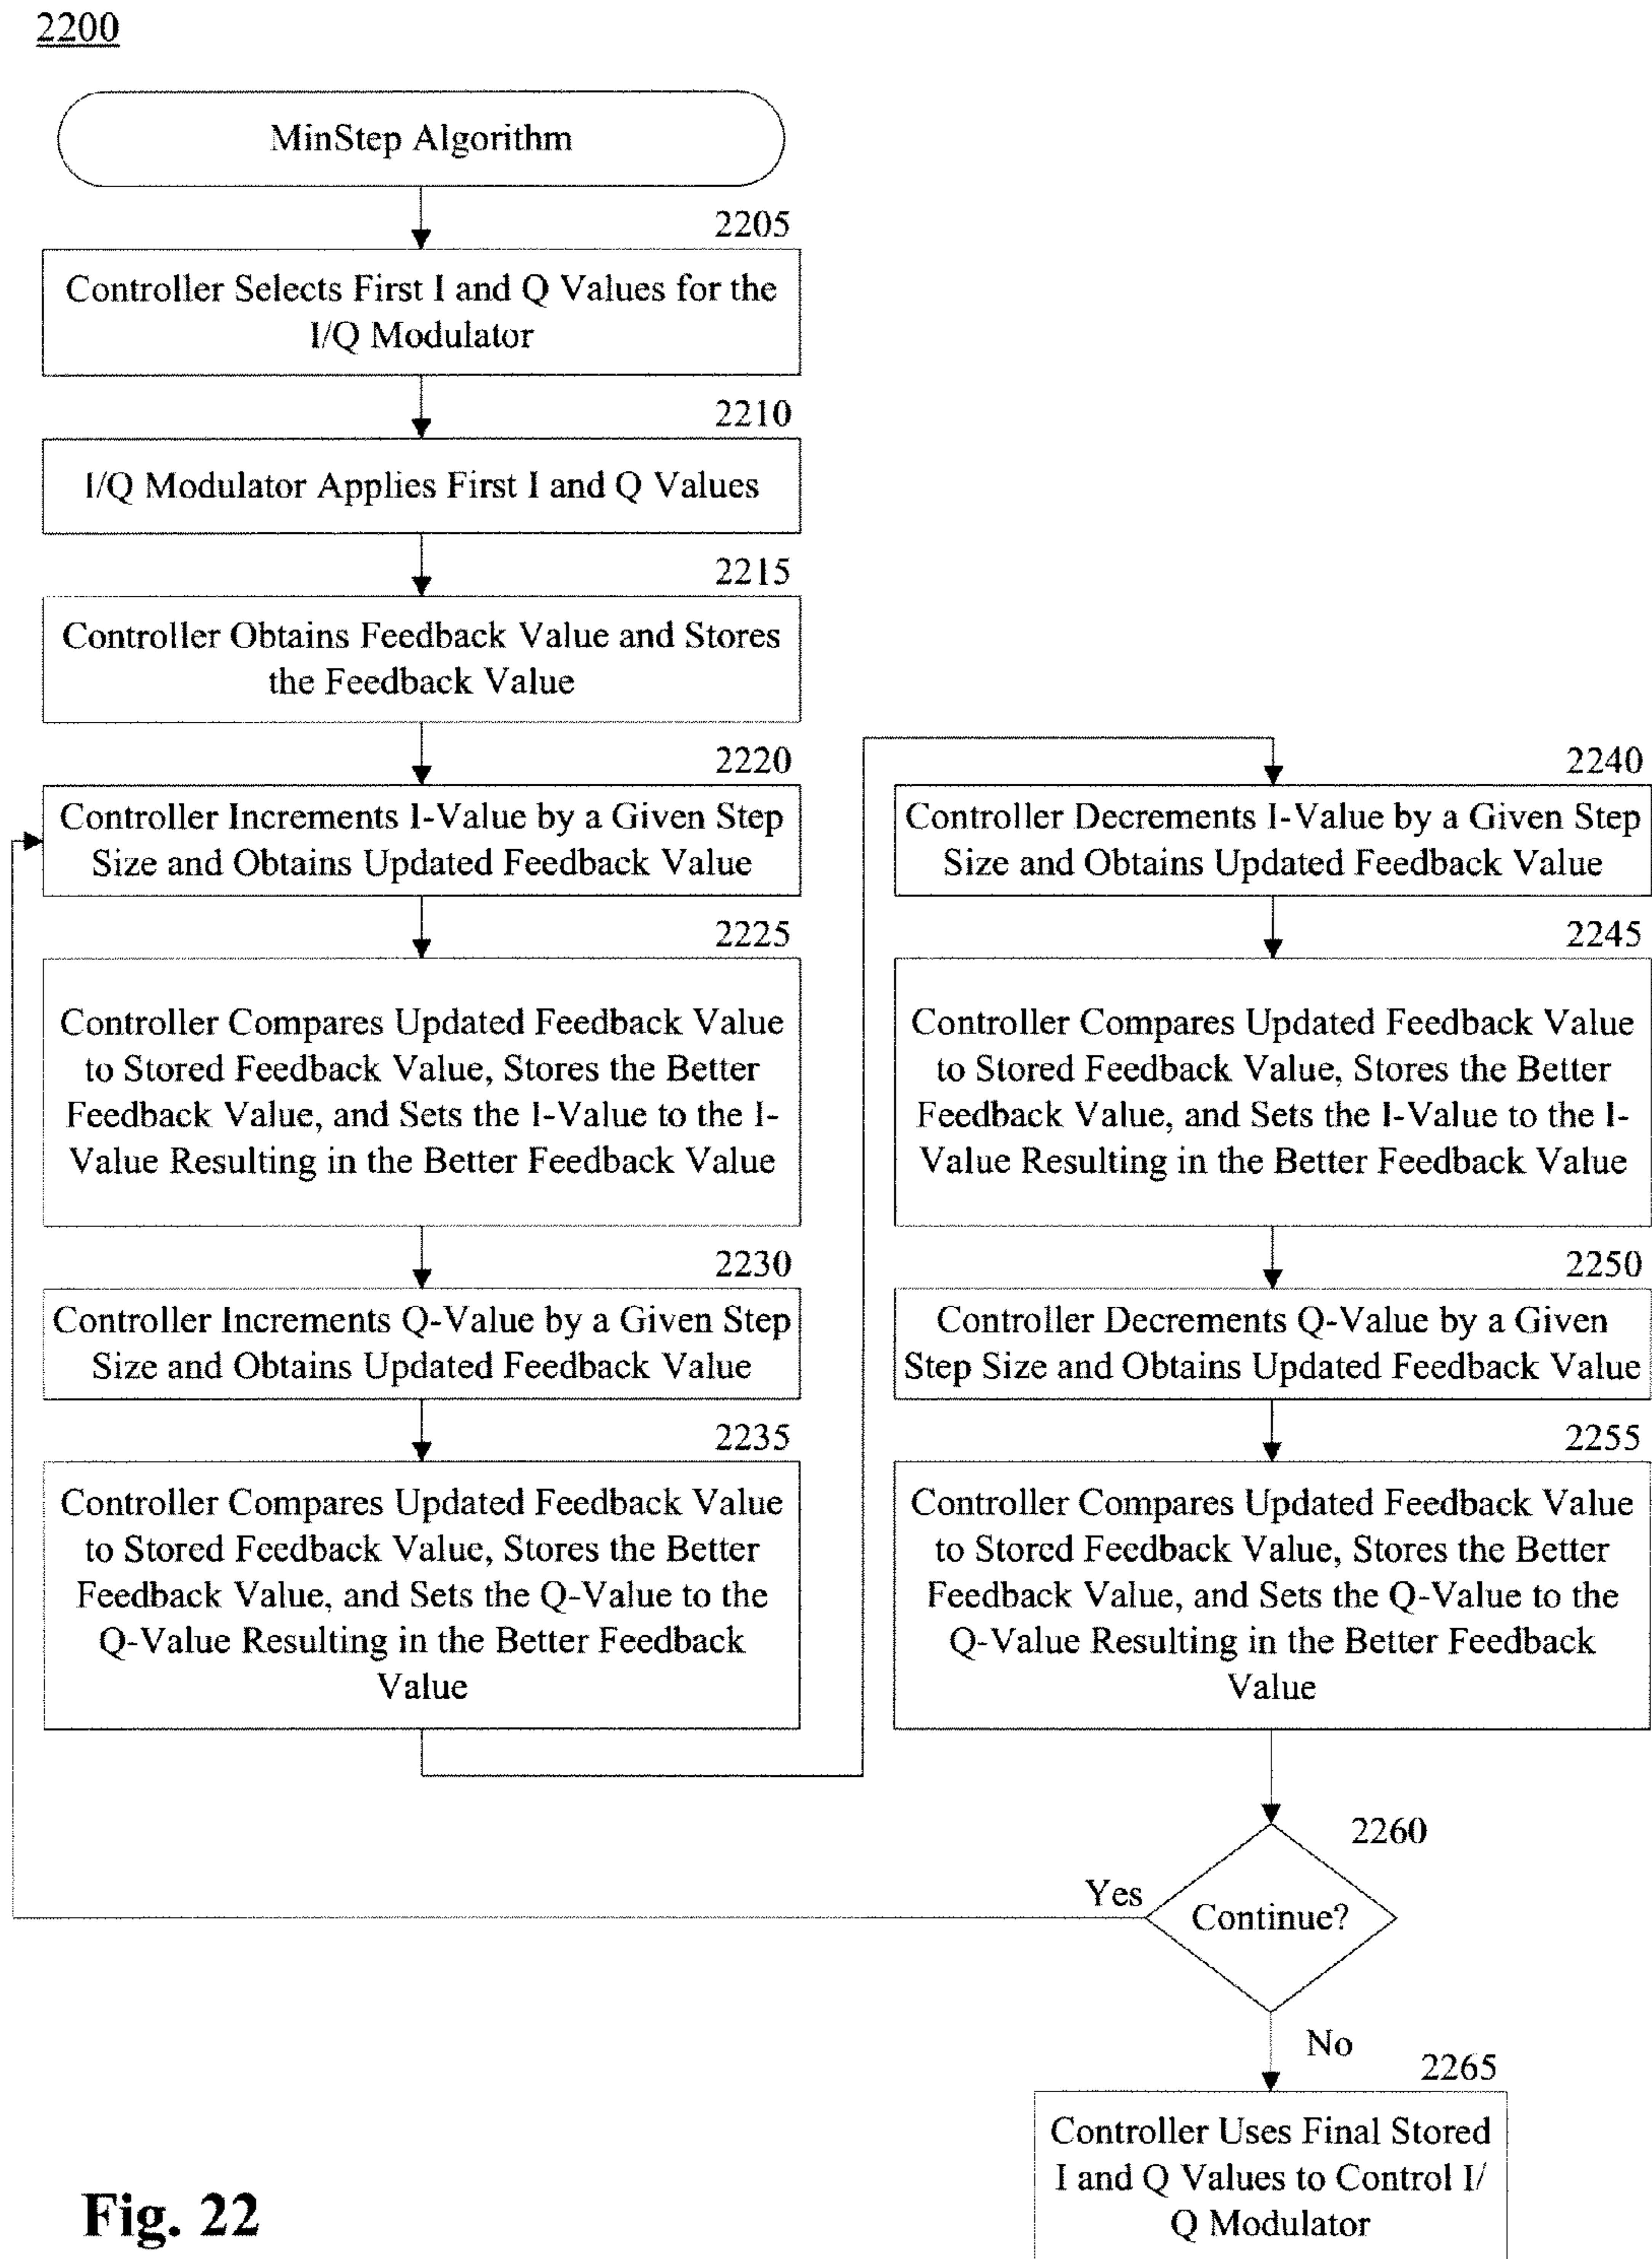 2200
MinStep Algorithm
2205
Controller Selects First I and Q Values for the
I/Q Modulator
2210
I/Q Modulator Applies First I and Q Values
2215
Controller Obtains Feedback Value and Stores
the Feedback Value
2220
Controller Increments I-Value by a Given Step
Size and Obtains Updated Feedback Value
2225
Controller Compares Updated Feedback Value
to Stored Feedback Value, Stores the Better
Feedback Value, and Sets the I-Value to the I-
Value Resulting in the Better Feedback Value
2230
Controller Increments Q-Value by a Given Step
Size and Obtains Updated Feedback Value
2235
Controller Compares Updated Feedback Value
to Stored Feedback Value, Stores the Better
Feedback Value, and Sets the Q-Value to the
Q-Value Resulting in the Better Feedback
Value
2240
Controller Decrements I-Value by a Given Step
Size and Obtains Updated Feedback Value
2245
Controller Compares Updated Feedback Value
to Stored Feedback Value, Stores the Better
Feedback Value, and Sets the I-Value to the I-
Value Resulting in the Better Feedback Value
2250
Controller Decrements Q-Value by a Given
Step Size and Obtains Updated Feedback Value
2255
Controller Compares Updated Feedback Value
to Stored Feedback Value, Stores the Better
Feedback Value, and Sets the Q-Value to the
Q-Value Resulting in the Better Feedback
Value
2260
Yes
Continue?
No
2265
Controller Uses Final Stored
I and Q Values to Control I/
Q Modulator
Fig. 22